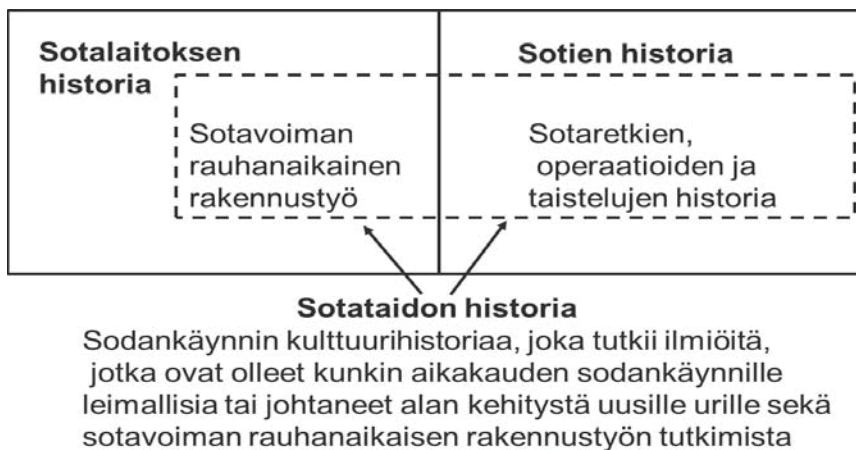 Sotalaitoksen
historia
Sotien historia
Sotavoiman
rauhanaikainen
rakennustyö
Sotaretkien,
operaatioiden ja
taistelujen historia
Sotataidon historia
Sodankäynnin kulttuurihistoriaa, joka tutkii ilmiöitä,
jotka ovat olleet kunkin aikakauden sodankäynnille
leimallisia tai johtaneet alan kehitystä uusille urille sekä
sotavoiman rauhanaikaisen rakennustyön tutkimista